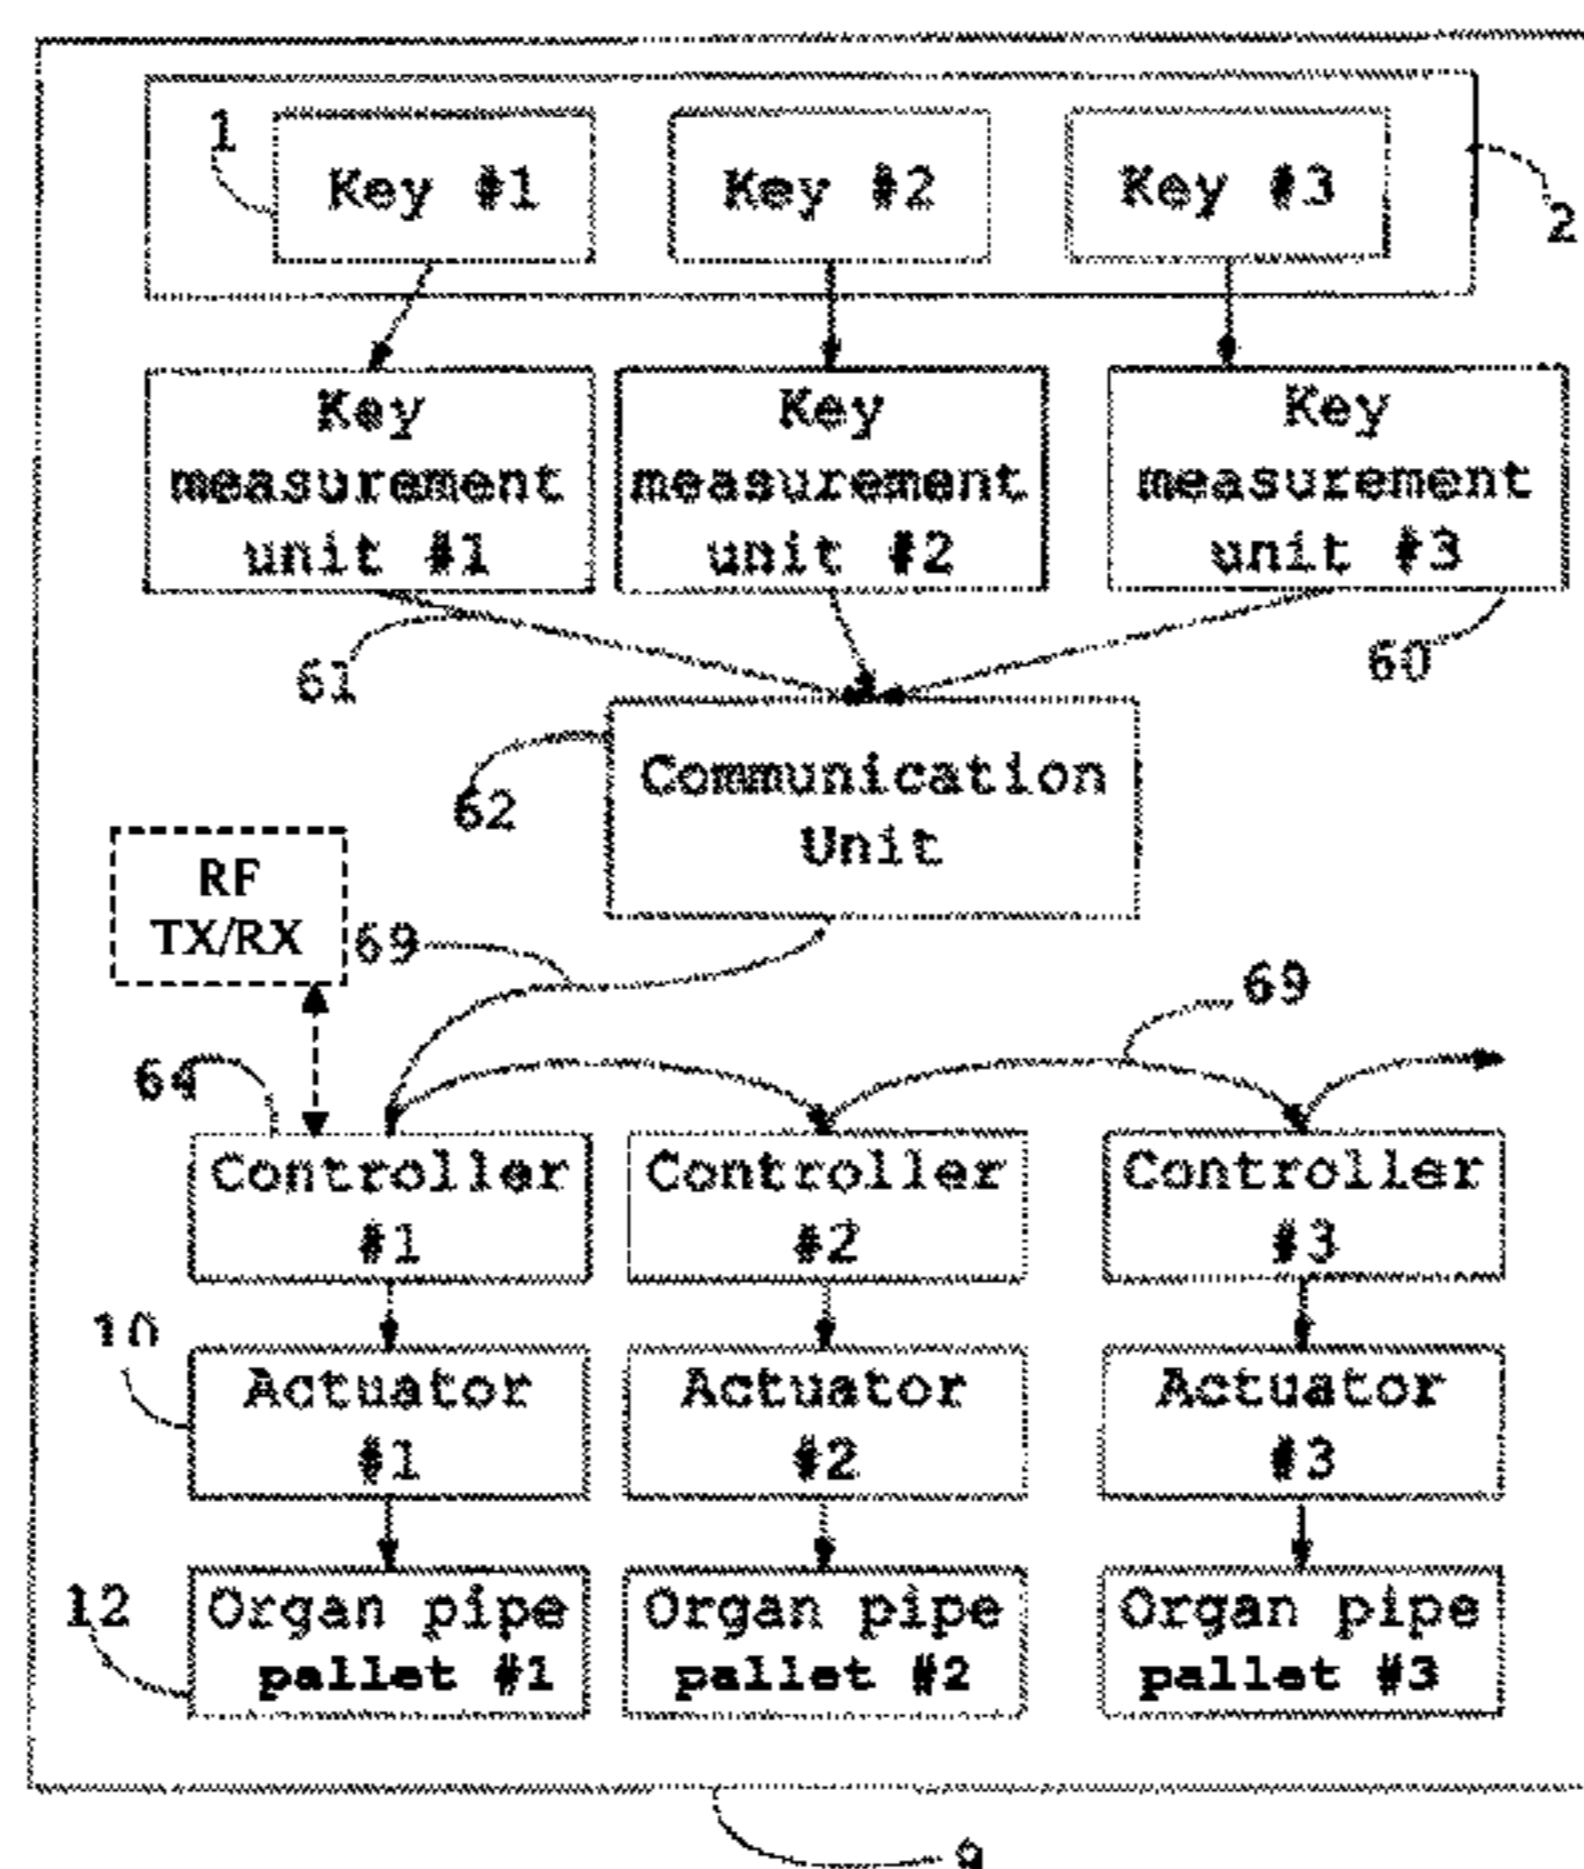 1
Key #1
Key #2
Key #3
2
Key
measurement
unit #1
Key
measurement
unit #2
Key
measurement
unit #3
61
60
62
Communication
Unit
RF
TX/RX
69
69
64
Controller
#1
Controller
#2
Controller
#3
10
Actuator
#1
Actuator
#2
Actuator
#3
12
Organ pipe
pallet #1
Organ pipe
pallet #2
Organ pipe
pallet #3
9